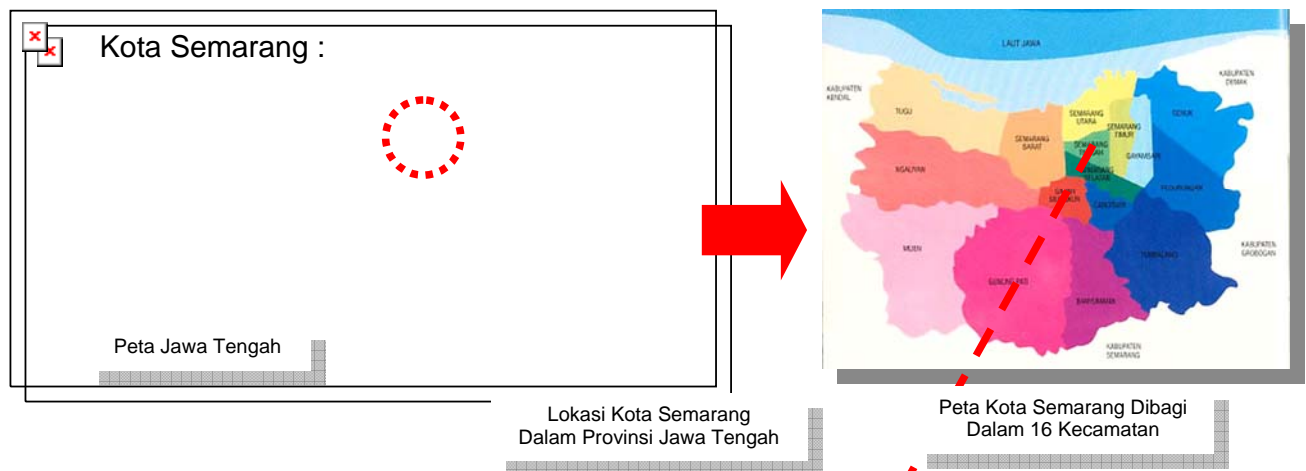 Kota Semarang :
Peta Jawa Tengah
Lokasi Kota Semarang
Dalam Provinsi Jawa Tengah
LAUT JAWA
KABUPATEN
KENDAL
KABUPATEN
DEMAK
TUGU
SEMARANG
UTARA
GENUK
SEMARANG
TIMUR
SEMARANG
BARAT
SEMARANG
GAYAMSARI
NGALIYAN
SELATAN
PEDURUNGAN
CANDISARI
MIJEN
GUNUNG PATI
BANYUMANIK
KABUPATEN
GROBOGAN
KABUPATEN
SEMARANG
Peta Kota Semarang Dibagi
Dalam 16 Kecamatan